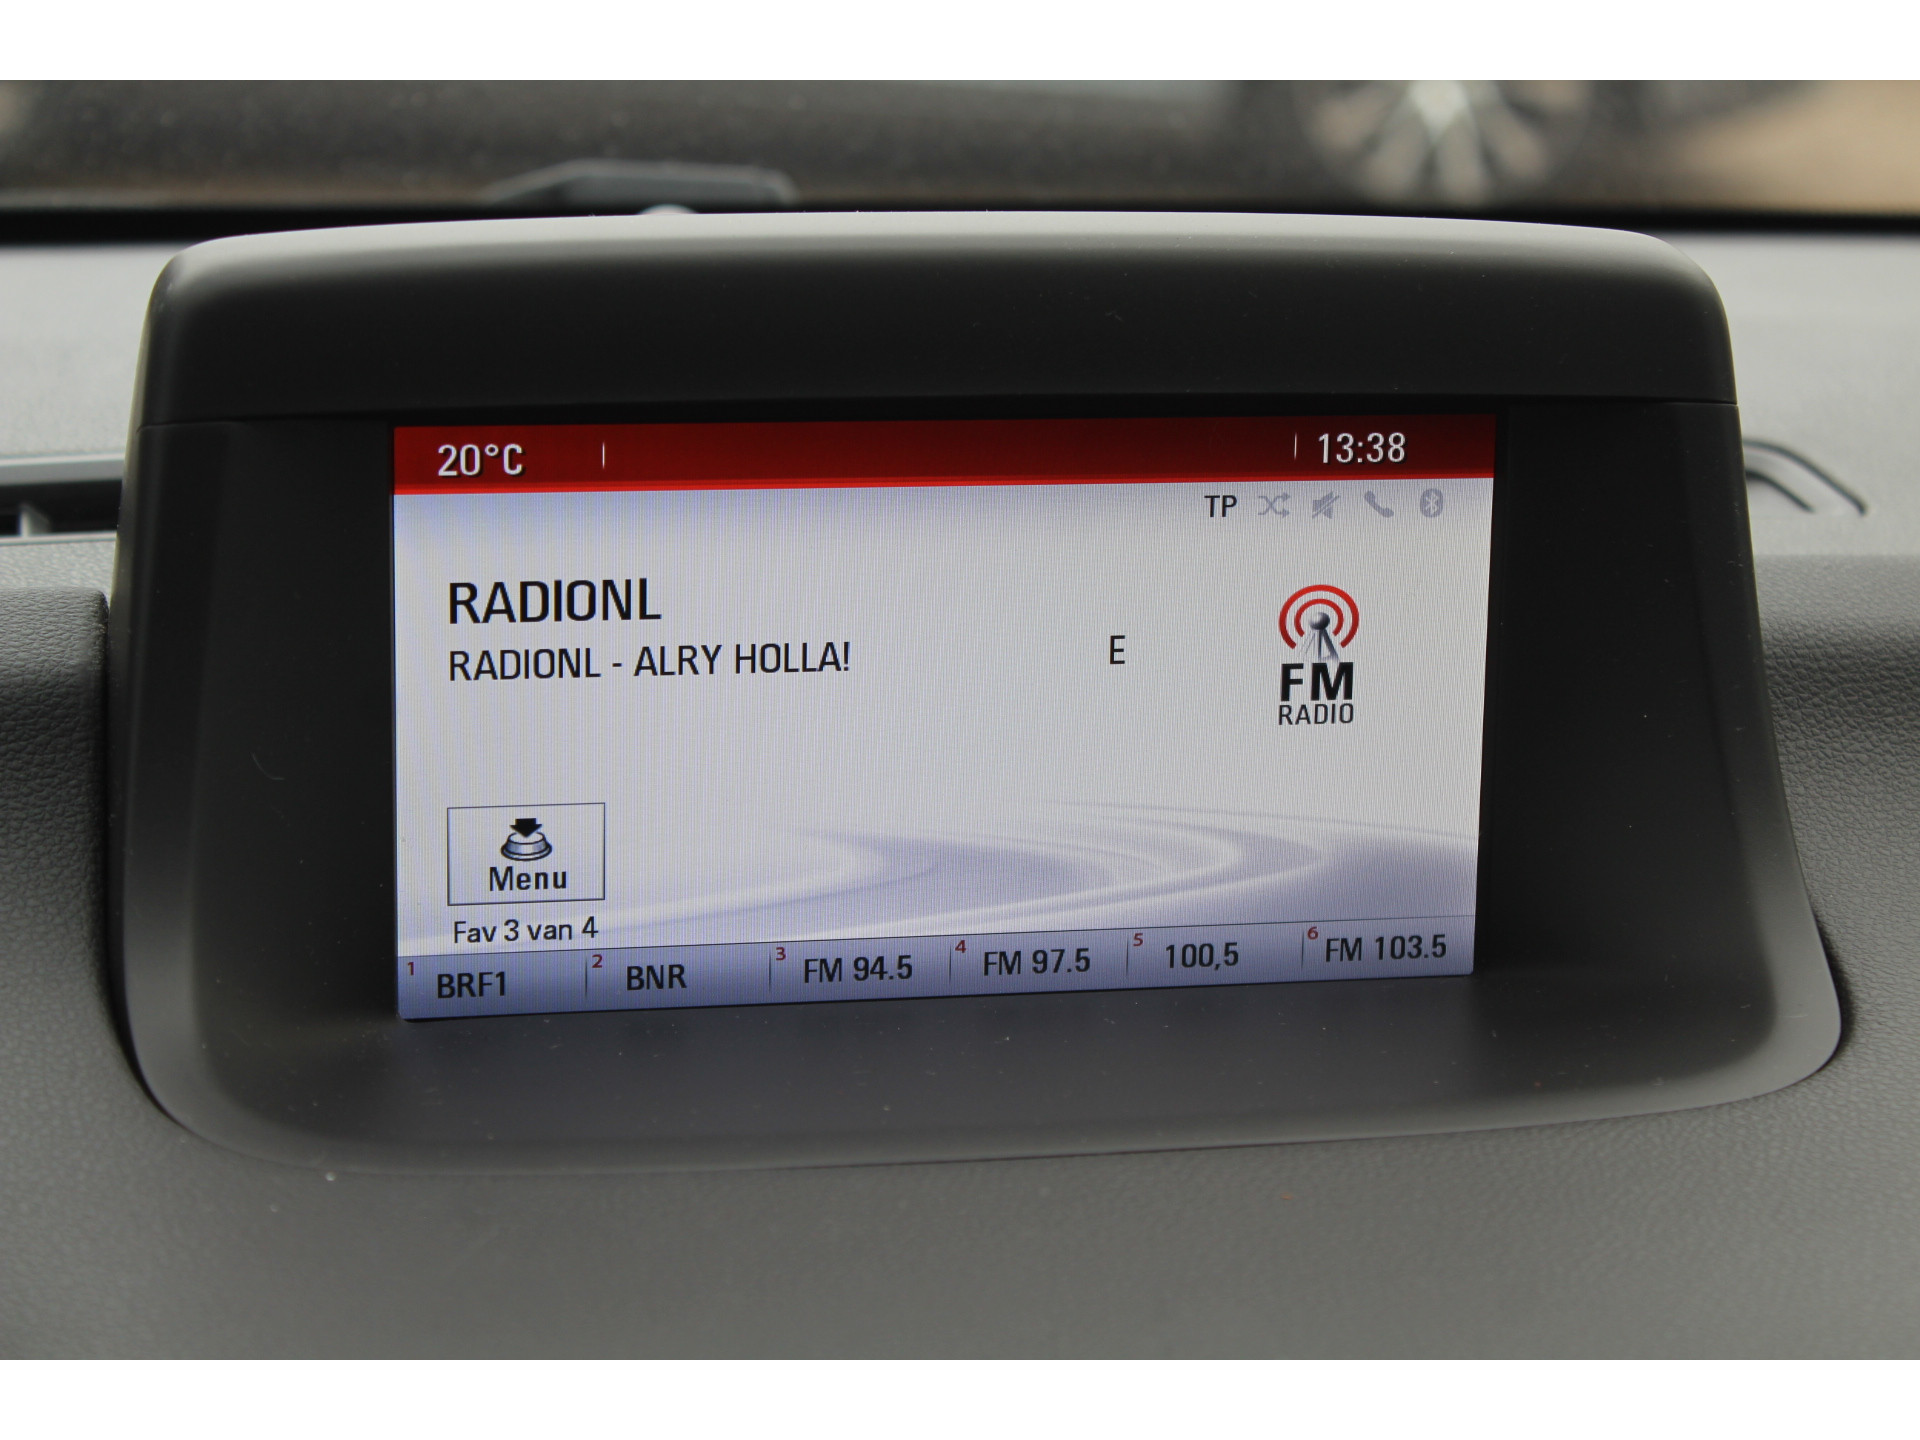 20°C 13:38
TP
RADIONL
RADIONL - ALRY HOLLA! E
FM
RADIO
Menu
Fav 3 van 4
1 BRF1 2 BNR 3 FM 94.5 4 FM 97.5 5 100,5 6 FM 103.5